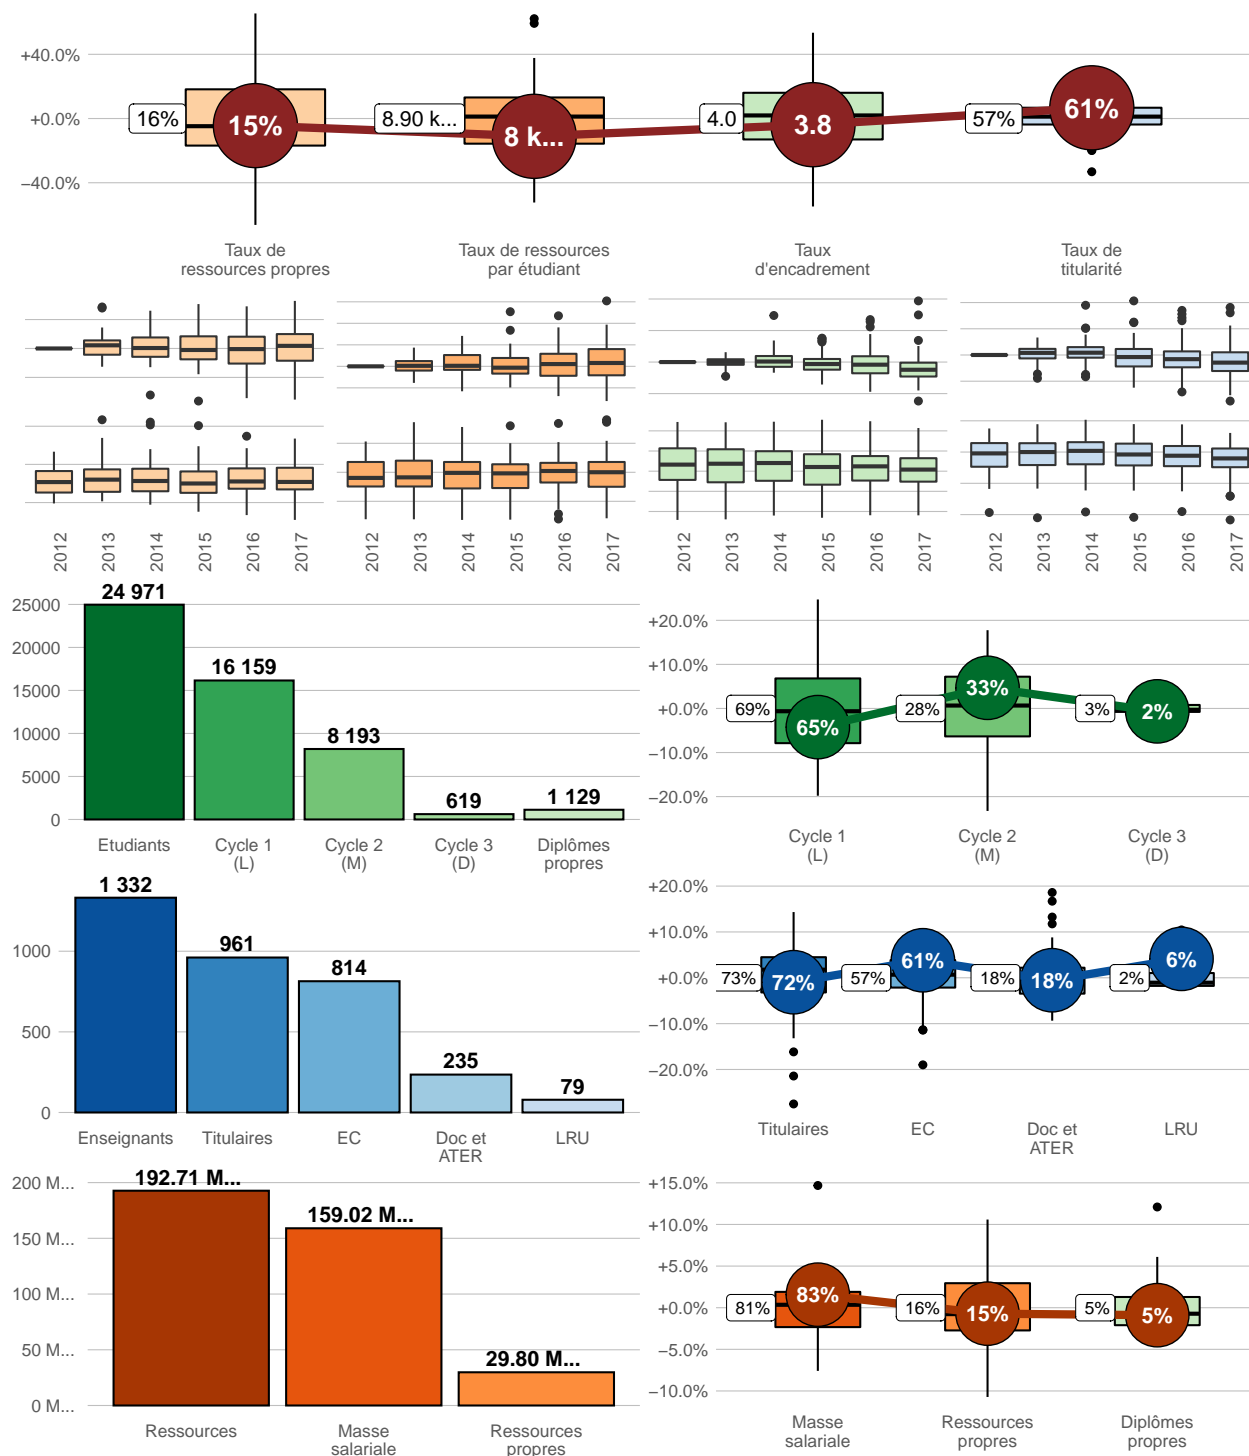 +40.0%
+0.0%
−40.0%
16%
15%
8.90 k...
8 k...
4.0
3.8
57%
61%
Taux de
ressources propres
Taux de ressources
par étudiant
Taux
d'encadrement
Taux de
titularité
2012
2013
2014
2015
2016
2017
2012
2013
2014
2015
2016
2017
2012
2013
2014
2015
2016
2017
2012
2013
2014
2015
2016
2017
25000
20000
15000
10000
5000
0
24 971
16 159
8 193
619
1 129
Etudiants
Cycle 1
(L)
Cycle 2
(M)
Cycle 3
(D)
Diplômes
propres
+20.0%
+10.0%
+0.0%
−10.0%
−20.0%
69%
65%
28%
33%
3%
2%
Cycle 1
(L)
Cycle 2
(M)
Cycle 3
(D)
1000
500
0
1 332
961
814
235
79
Enseignants
Titulaires
EC
Doc et
ATER
LRU
+20.0%
+10.0%
+0.0%
−10.0%
−20.0%
73%
72%
57%
61%
18%
18%
2%
6%
Titulaires
EC
Doc et
ATER
LRU
200 M...
150 M...
100 M...
50 M...
0 M...
192.71 M...
159.02 M...
29.80 M...
Ressources
Masse
salariale
Ressources
propres
+15.0%
+10.0%
+5.0%
+0.0%
−5.0%
−10.0%
81%
83%
16%
15%
5%
5%
Masse
salariale
Ressources
propres
Diplômes
propres